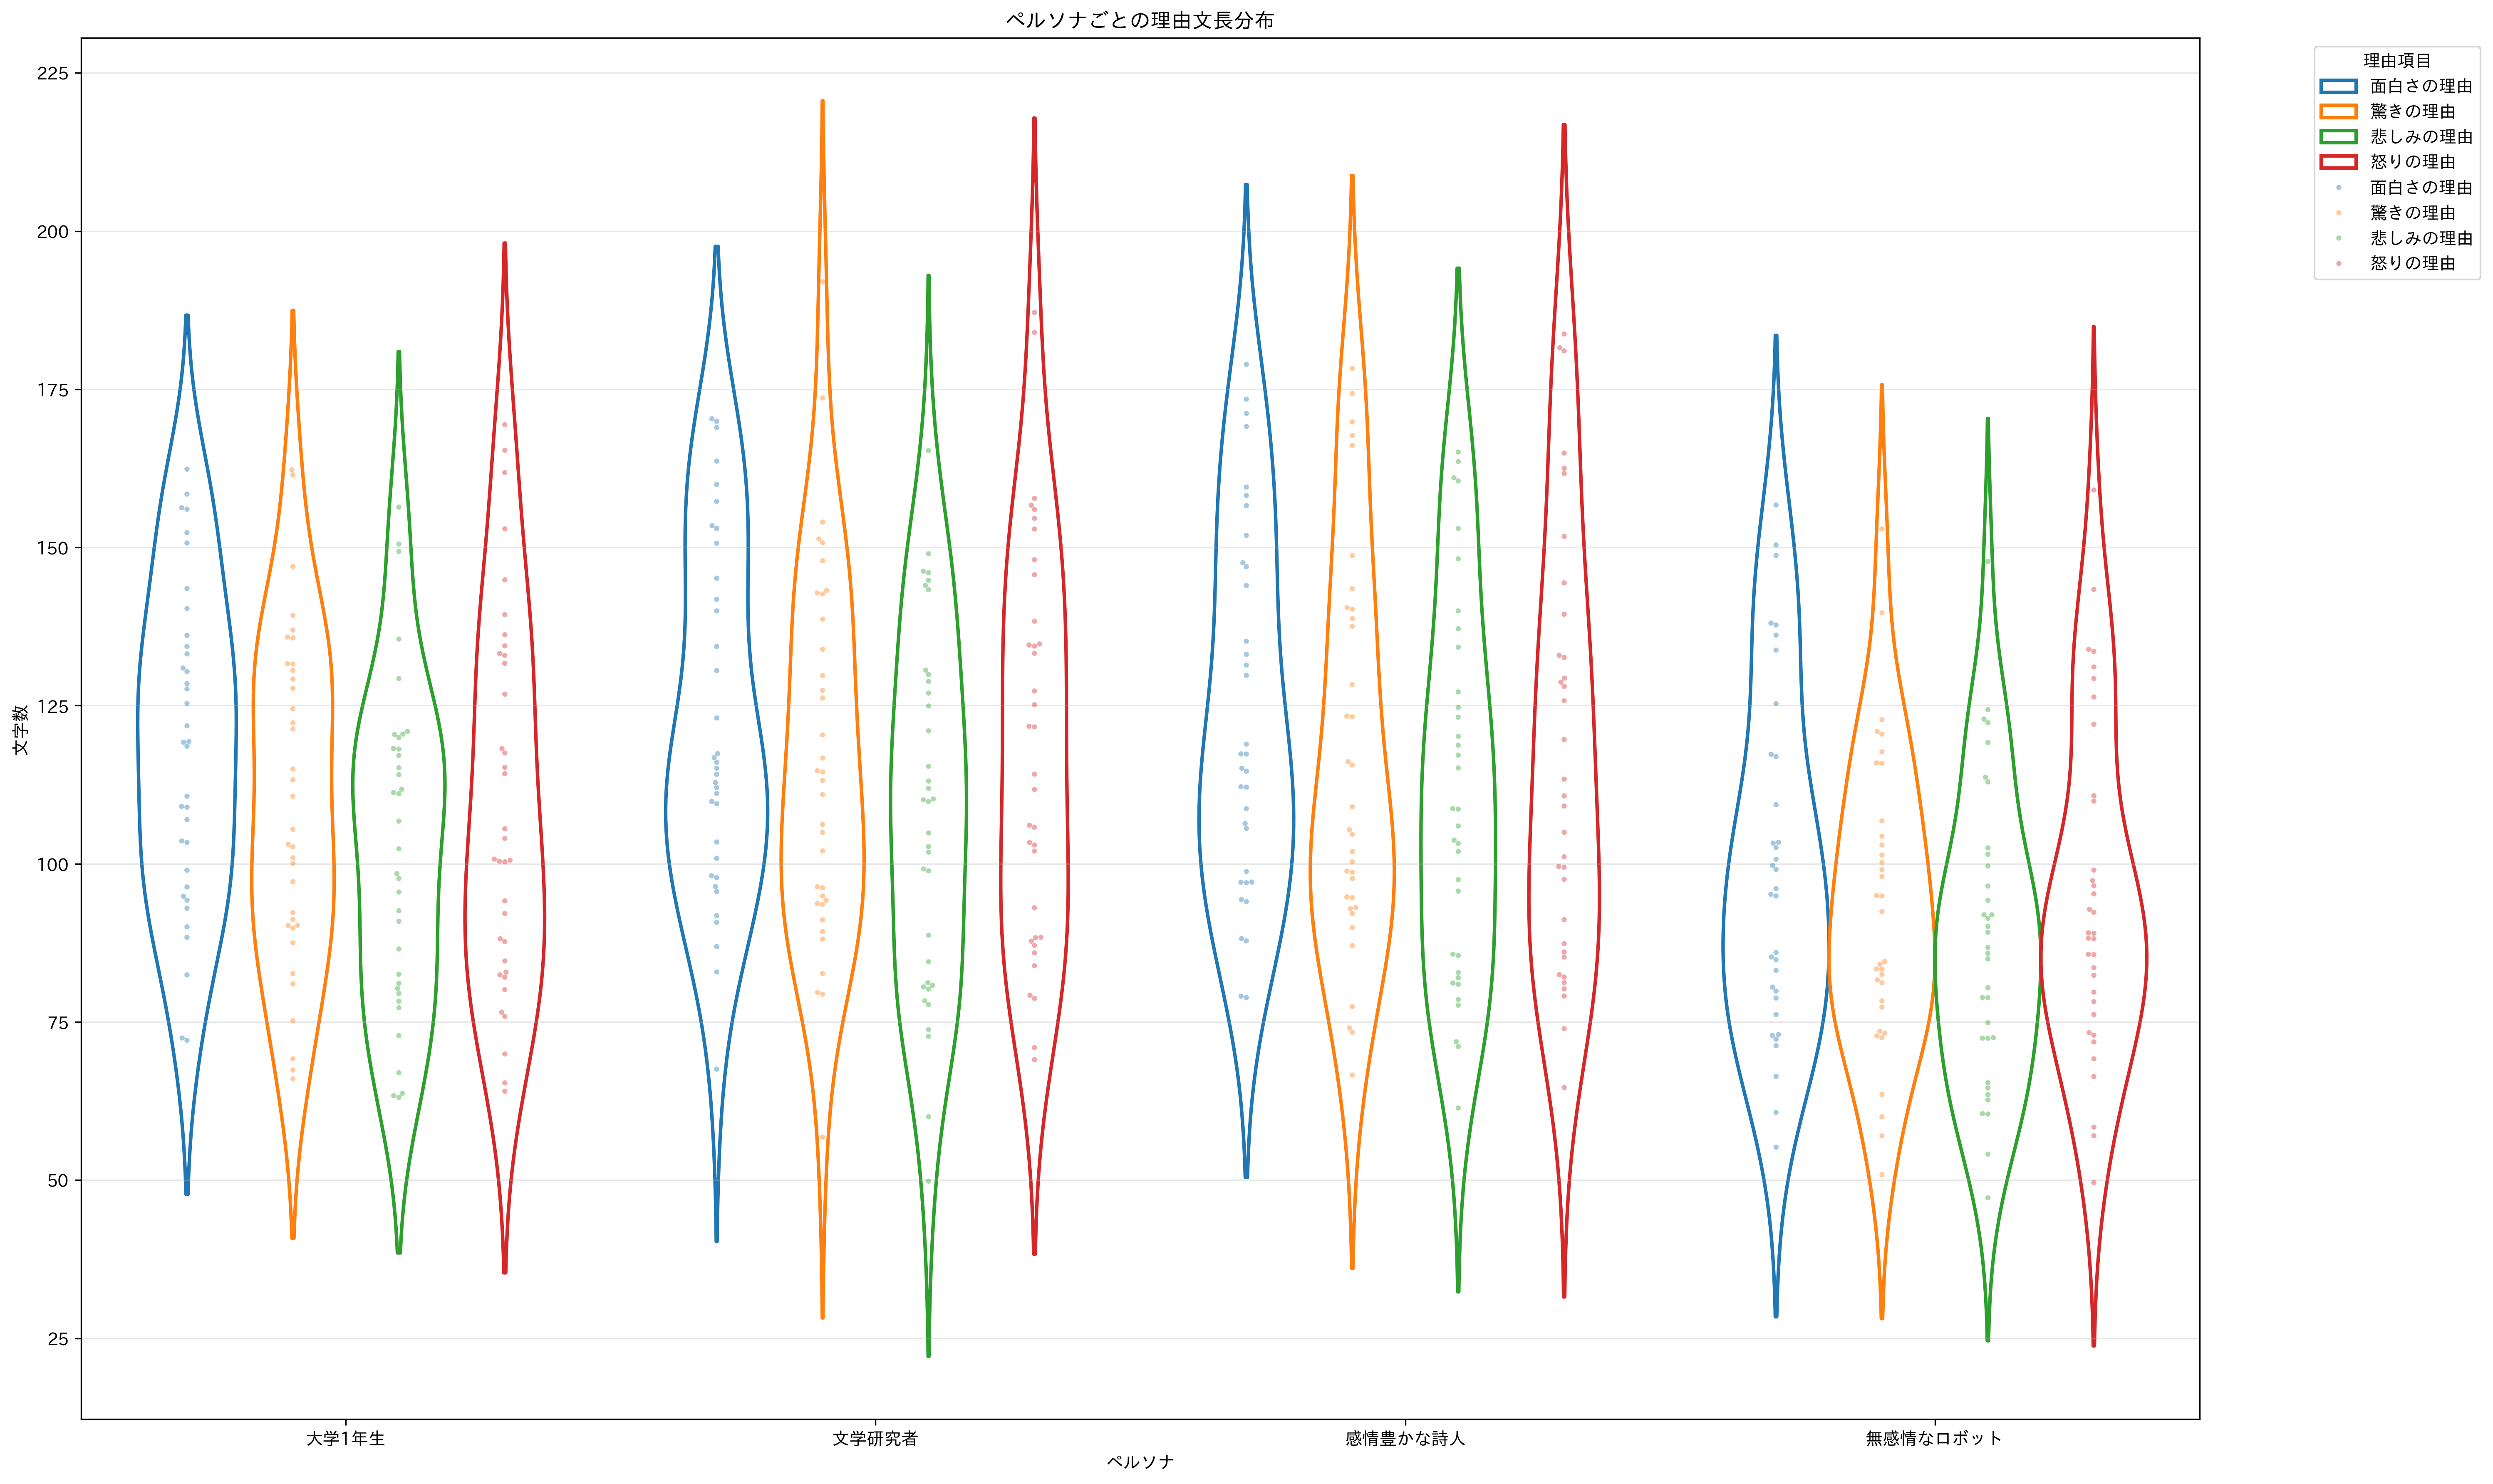 ペルソナごとの理由文長分布
文字数
225
200
175
150
125
100
75
50
25
大学1年生
文学研究者
感情豊かな詩人
無感情なロボット
ペルソナ
理由項目
面白さの理由
驚きの理由
悲しみの理由
怒りの理由
面白さの理由
驚きの理由
悲しみの理由
怒りの理由